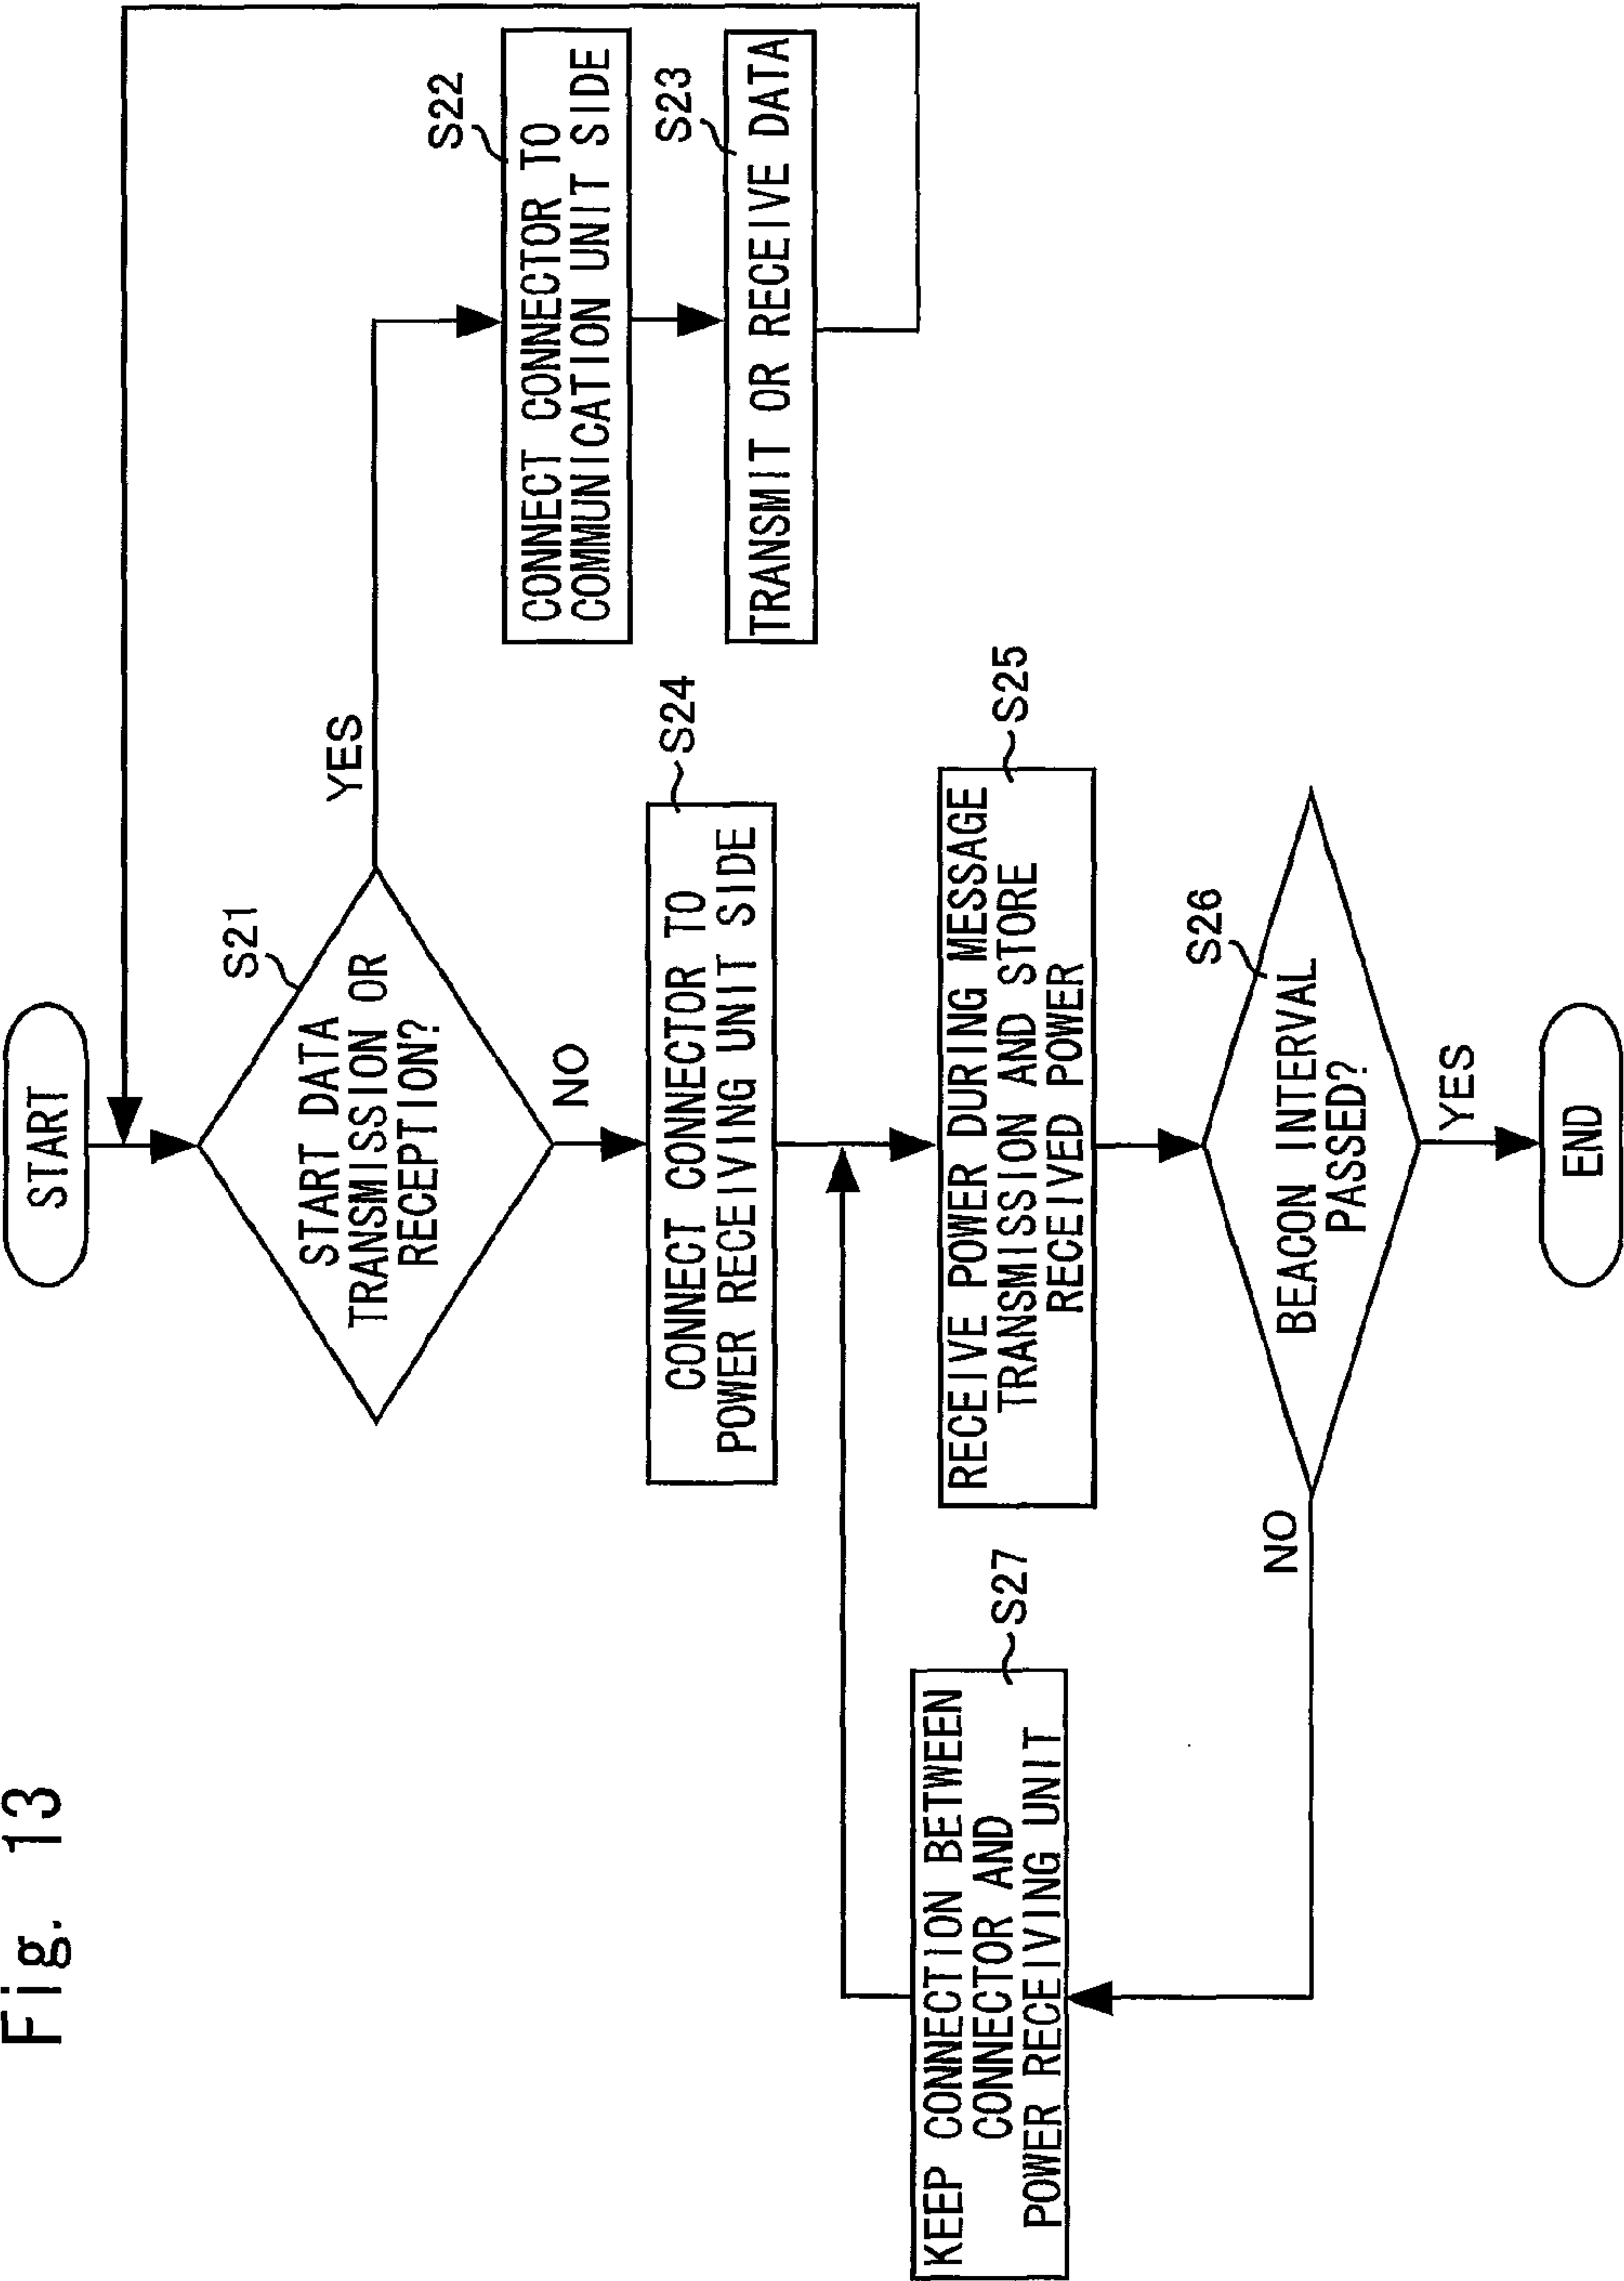 Fig. 13
START
S21
START DATA
TRANSMISSION OR
RECEPTION?
YES
NO
S22
CONNECT CONNECTOR TO
COMMUNICATION UNIT SIDE
S23
TRANSMIT OR RECEIVE DATA
S24
CONNECT CONNECTOR TO
POWER RECEIVING UNIT SIDE
S25
RECEIVE POWER DURING MESSAGE
TRANSMISSION AND STORE
RECEIVED POWER
S26
BEACON INTERVAL
PASSED?
NO
YES
S27
KEEP CONNECTION BETWEEN
CONNECTOR AND
POWER RECEIVING UNIT
END